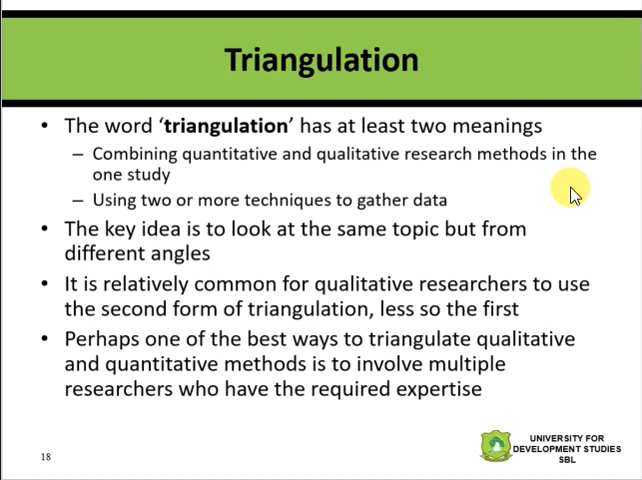 Triangulation
• The word ‘triangulation’ has at least two meanings
– Combining quantitative and qualitative research methods in the
one study
– Using two or more techniques to gather data
• The key idea is to look at the same topic but from
different angles
• It is relatively common for qualitative researchers to use
the second form of triangulation, less so the first
• Perhaps one of the best ways to triangulate qualitative
and quantitative methods is to involve multiple
researchers who have the required expertise
18
UNIVERSITY FOR
DEVELOPMENT STUDIES
SBL